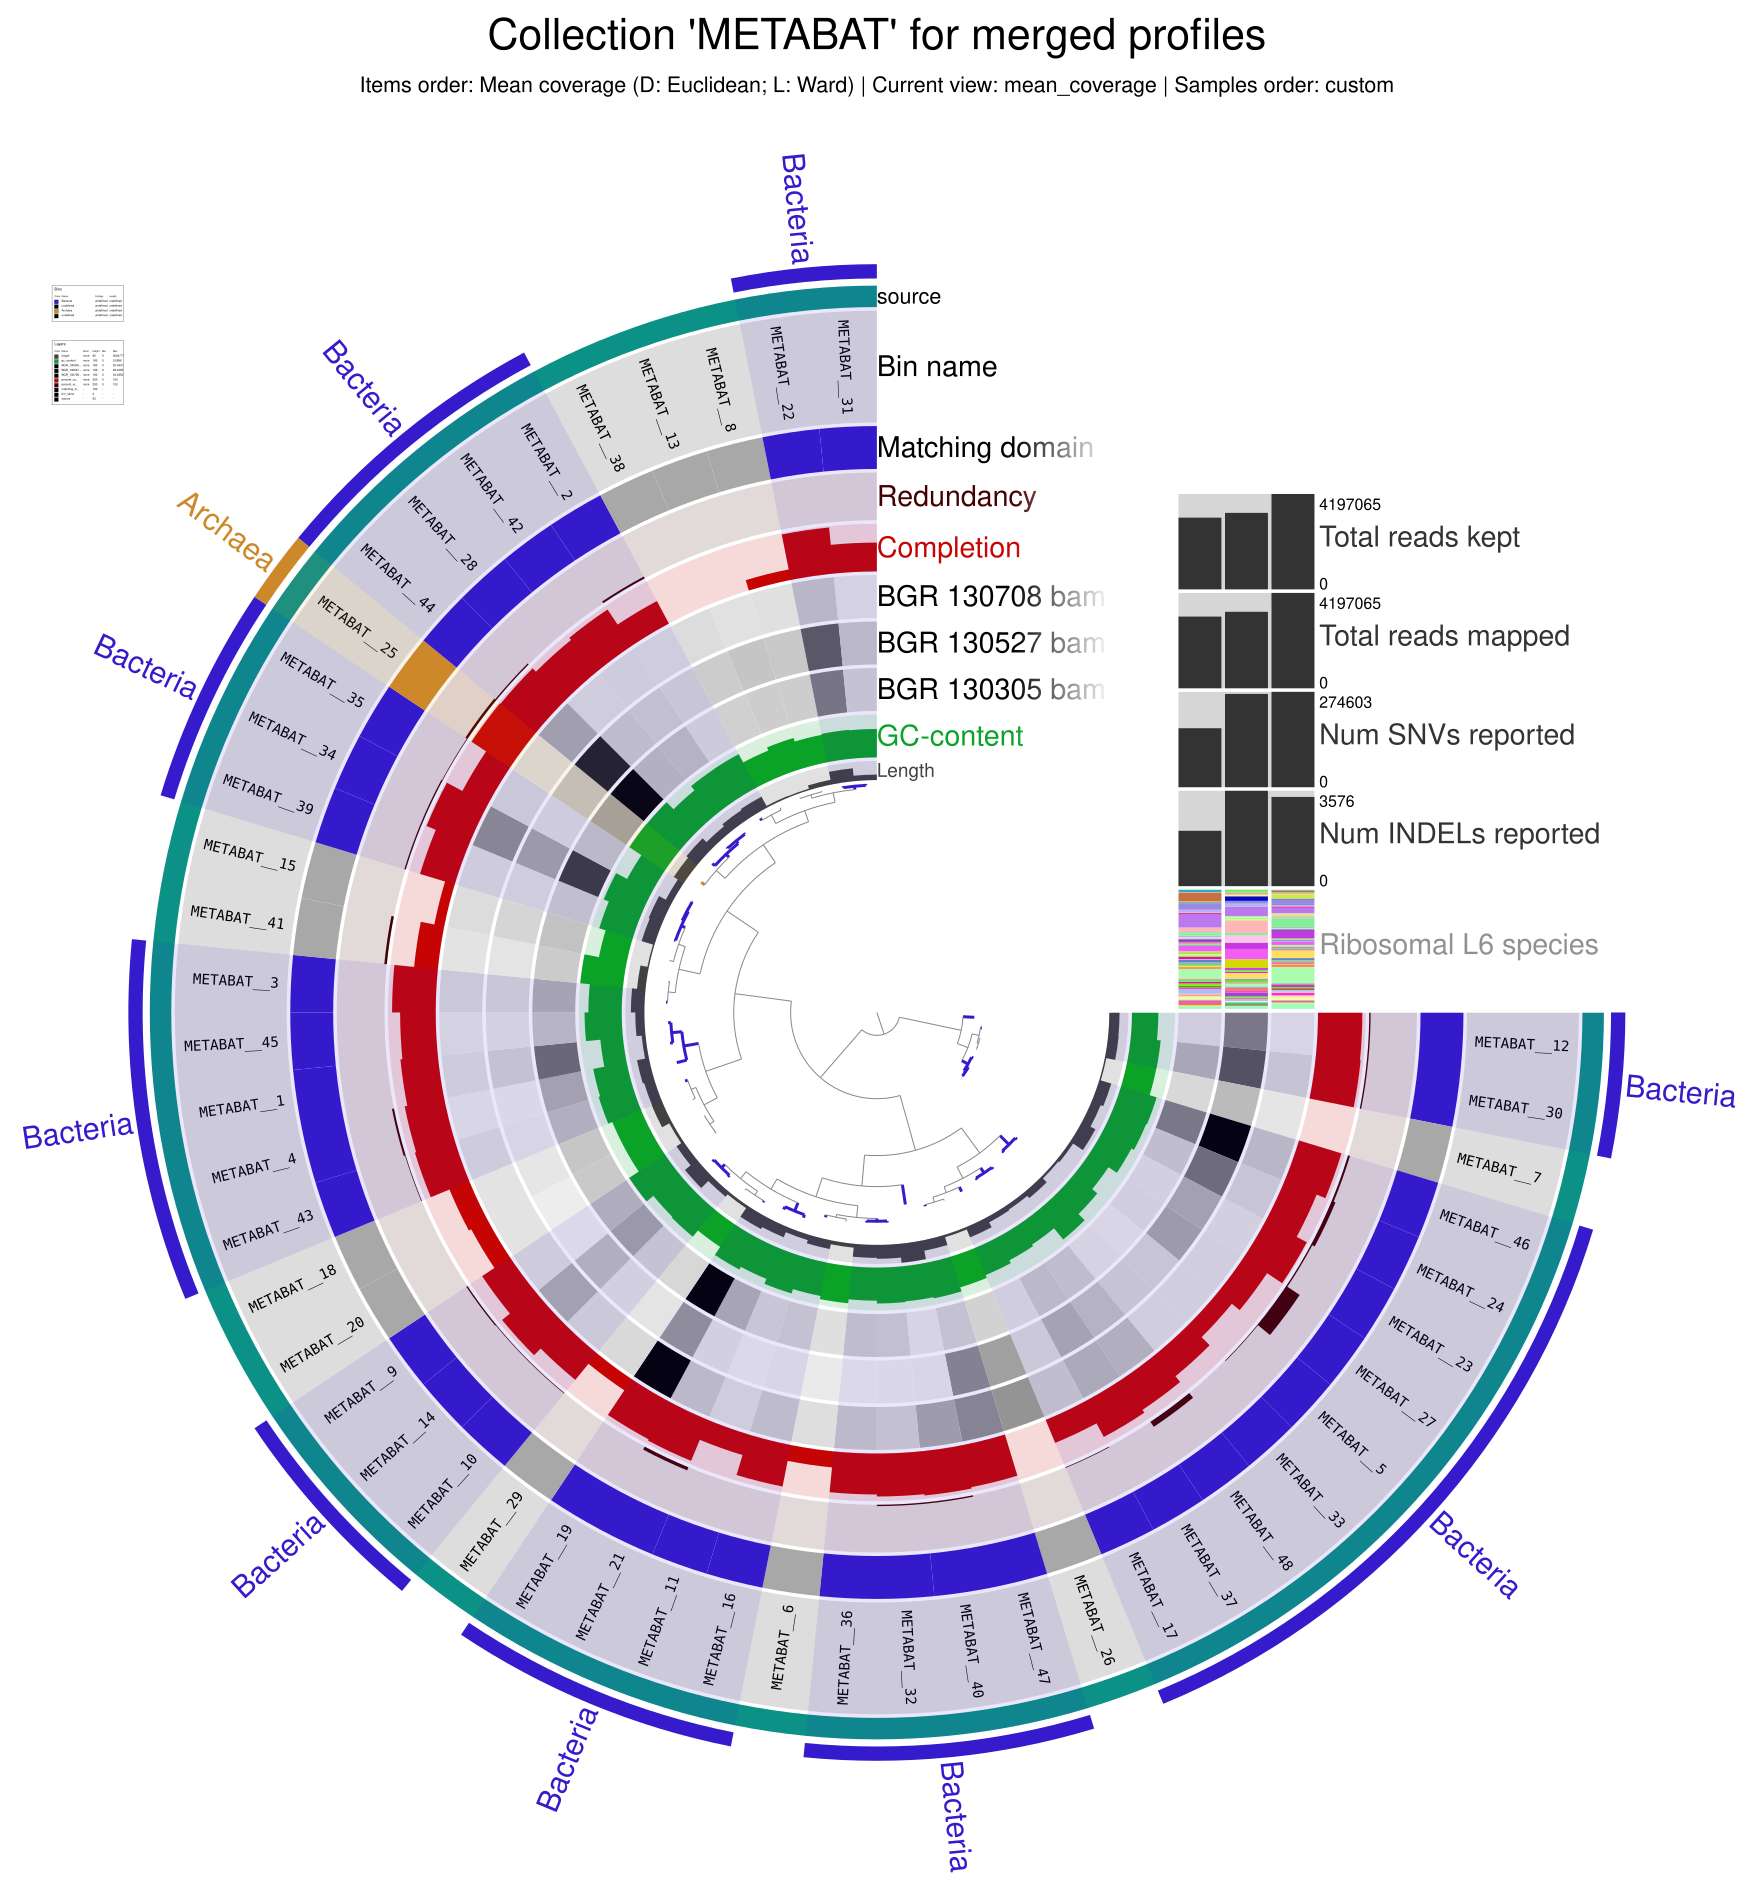 Collection 'METABAT' for merged profiles
Items order: Mean coverage (D: Euclidean; L: Ward) | Current view: mean_coverage | Samples order: custom
Bacteria
source
Bin name
Matching domain
Redundancy
Completion
BGR 130708 bam
BGR 130527 bam
BGR 130305 bam
GC-content
Length
4197065
Total reads kept
0
4197065
Total reads mapped
0
274603
Num SNVs reported
0
3576
Num INDELs reported
0
Ribosomal L6 species
METABAT__12
METABAT__30
METABAT__7
METABAT__46
METABAT__24
METABAT__23
METABAT__27
METABAT__5
METABAT__33
METABAT__48
METABAT__37
METABAT__17
METABAT__26
METABAT__47
METABAT__40
METABAT__32
METABAT__36
METABAT__6
METABAT__16
METABAT__11
METABAT__21
METABAT__19
METABAT__29
METABAT__10
METABAT__14
METABAT__9
METABAT__20
METABAT__18
METABAT__43
METABAT__4
METABAT__1
METABAT__45
METABAT__3
METABAT__41
METABAT__15
METABAT__39
METABAT__34
METABAT__35
METABAT__25
METABAT__44
METABAT__28
METABAT__42
METABAT__2
METABAT__38
METABAT__13
METABAT__8
METABAT__22
METABAT__31
Bacteria
Bacteria
Bacteria
Bacteria
Bacteria
Bacteria
Bacteria
Archaea
Bacteria